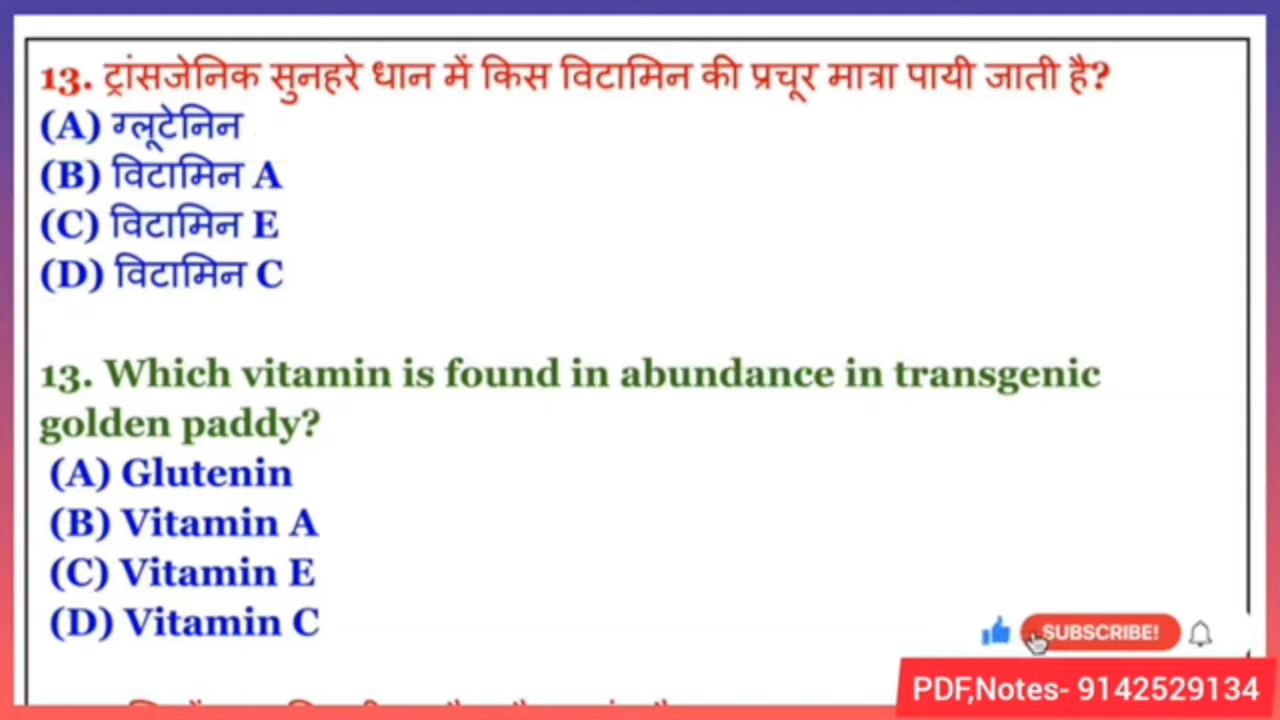 13. ट्रांसजेनिक सुनहरे धान में किस विटामिन की प्रचूर मात्रा पायी जाती है?
(A) ग्लूटेनिन
(B) विटामिन A
(C) विटामिन E
(D) विटामिन C
13. Which vitamin is found in abundance in transgenic
golden paddy?
(A) Glutenin
(B) Vitamin A
(C) Vitamin E
(D) Vitamin C
SUBSCRIBE!
PDF,Notes- 9142529134